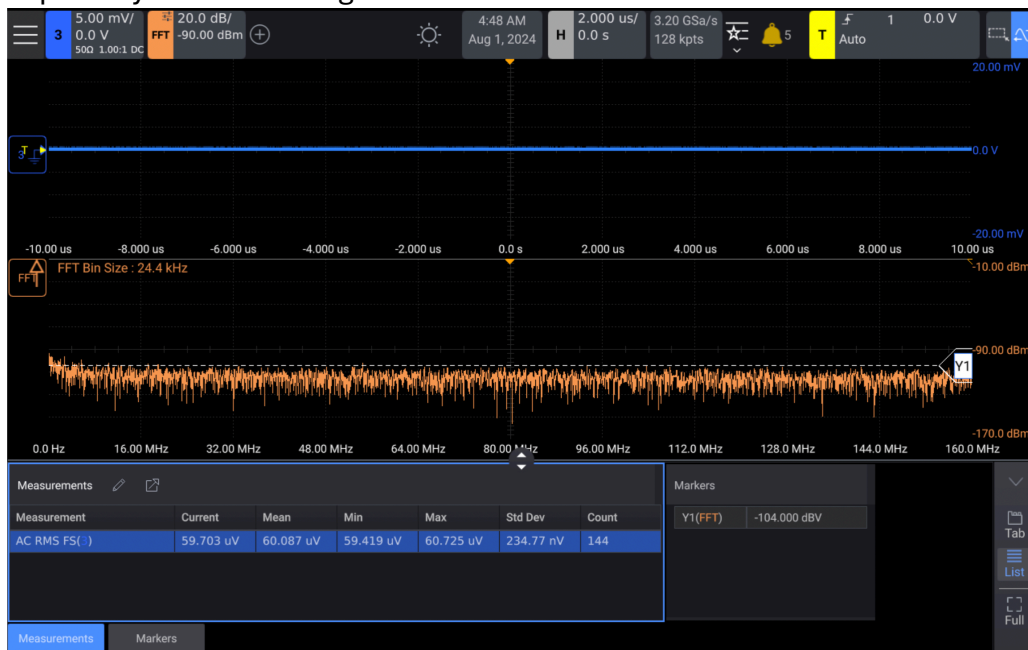 3
5.00 mV/
0.0 V
50Ω 1.00:1 DC
FFT
20.0 dB/
-90.00 dBm
4:48 AM
Aug 1, 2024
H
2.000 us/
0.0 s
3.20 GSa/s
128 kpts
5
T
1
0.0 V
Auto
20.00 mV
3
T
0.0 V
-20.00 mV
-10.00 us -8.000 us -6.000 us -4.000 us -2.000 us 0.0 s 2.000 us 4.000 us 6.000 us 8.000 us 10.00 us
FFT
FFT Bin Size : 24.4 kHz
-10.00 dBm
-90.00 dBm
Y1
-170.0 dBm
0.0 Hz 16.00 MHz 32.00 MHz 48.00 MHz 64.00 MHz 80.00 MHz 96.00 MHz 112.0 MHz 128.0 MHz 144.0 MHz 160.0 MHz
Measurements
Markers
Measurement Current Mean Min Max Std Dev Count
AC RMS FS(3) 59.703 uV 60.087 uV 59.419 uV 60.725 uV 234.77 nV 144
Y1(FFT) -104.000 dBV
Tab
List
Full
Measurements Markers